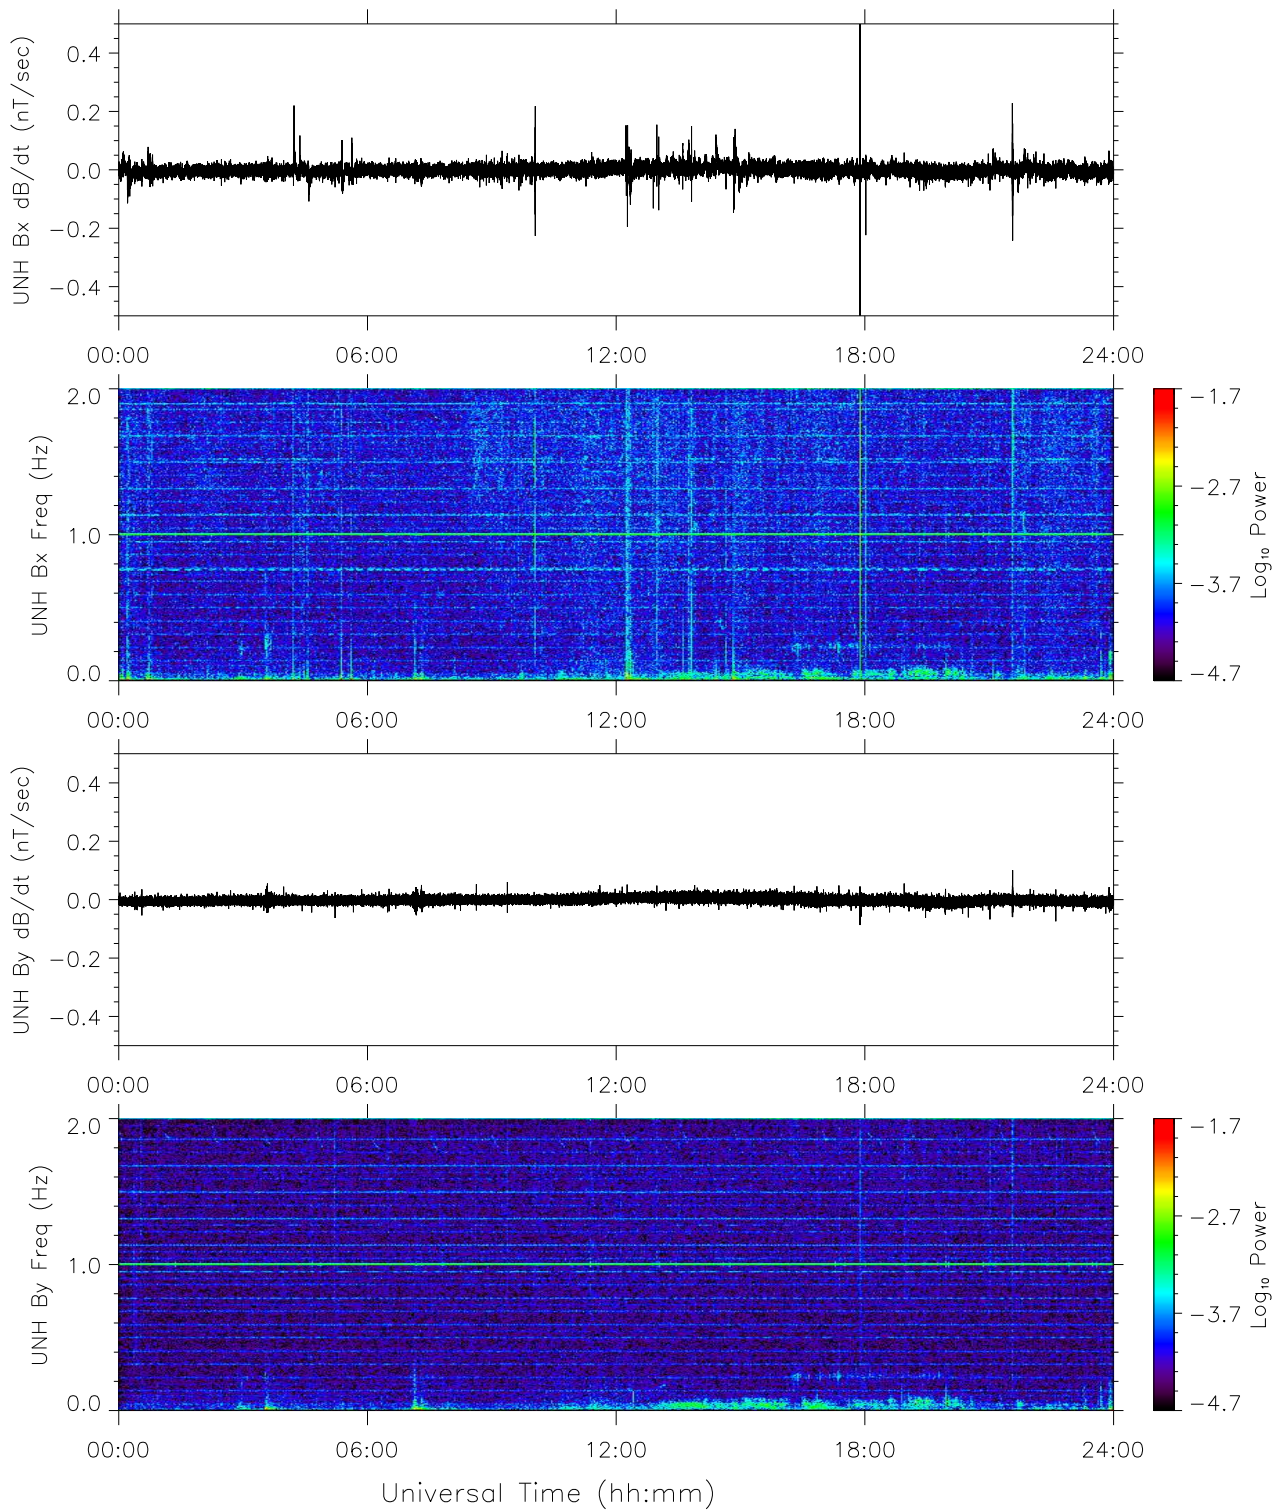 UNH Bx dB/dt (nT/sec)
0.4
0.2
0.0
−0.2
−0.4
00:00 06:00 12:00 18:00 24:00
UNH Bx Freq (Hz)
2.0
1.0
0.0
−1.7
−2.7
−3.7
−4.7
Log10 Power
00:00 06:00 12:00 18:00 24:00
UNH By dB/dt (nT/sec)
0.4
0.2
0.0
−0.2
−0.4
00:00 06:00 12:00 18:00 24:00
UNH By Freq (Hz)
2.0
1.0
0.0
−1.7
−2.7
−3.7
−4.7
Log10 Power
00:00 06:00 12:00 18:00 24:00
Universal Time (hh:mm)